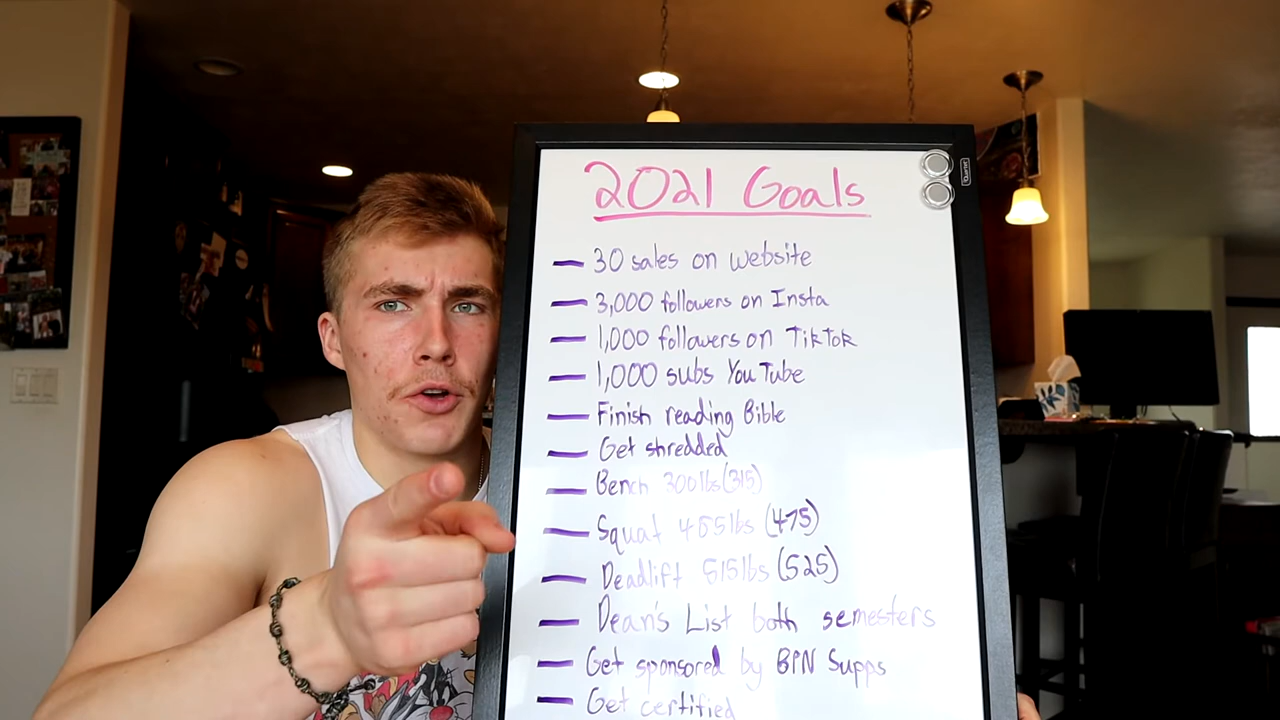 2021 Goals
— 30 sales on website
— 3,000 followers on Insta
— 1,000 followers on TikTok
— 1,000 subs YouTube
— Finish reading Bible
— Get shredded
— Bench 300lbs (315)
— Squat 455lbs (475)
— Deadlift 515lbs (525)
— Dean's List both semesters
— Get sponsored by BPN Supps
— Get certified
Quartet